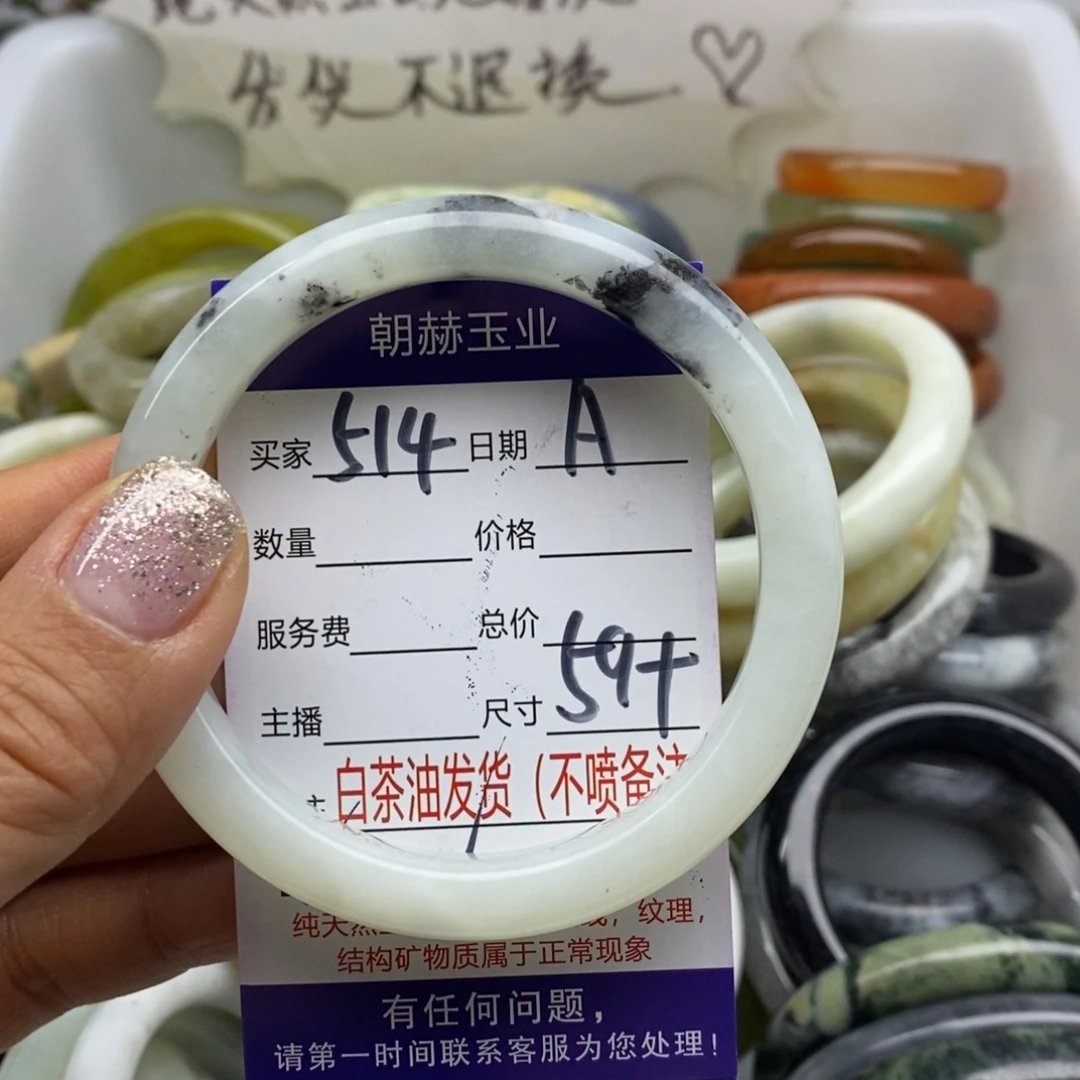 售出不退换
朝赫玉业
买家 514 日期 A
数量 价格
服务费 总价
主播 尺寸 59+
白茶油发货（不喷备注
纯天然 纹理，
结构矿物质属于正常现象
有任何问题，
请第一时间联系客服为您处理！